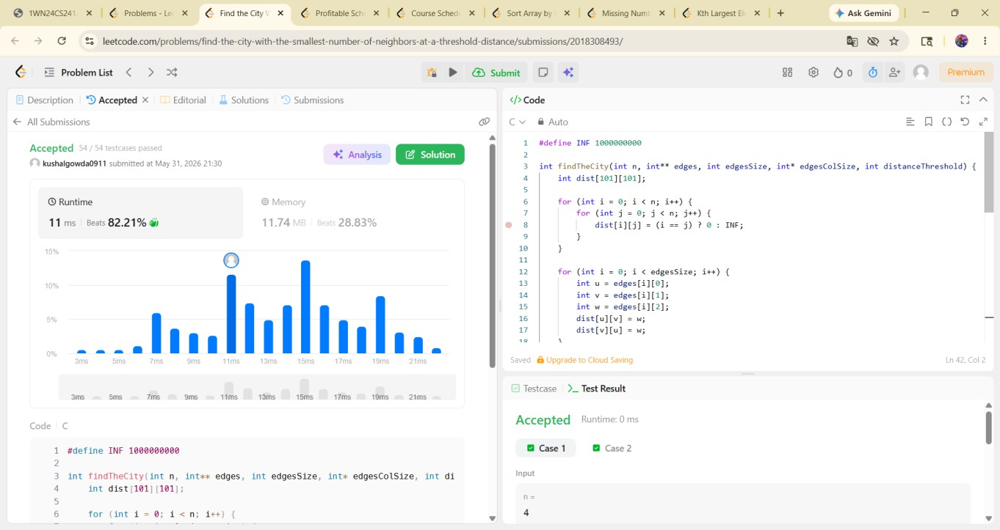 1WN24CS241.
Problems - Le
Find the City W
Profitable Sch
Course Schedu
Sort Array by
Missing Numb
Kth Largest El
Ask Gemini
leetcode.com/problems/find-the-city-with-the-smallest-number-of-neighbors-at-a-threshold-distance/submissions/2018308493/
Problem List
Submit
0
Premium
Description
Accepted
Editorial
Solutions
Submissions
All Submissions
Accepted 54 / 54 testcases passed
kushalgowda0911 submitted at May 31, 2026 21:30
Analysis
Solution
Runtime
11 ms Beats 82.21%
Memory
11.74 MB Beats 28.83%
15%
10%
5%
0%
3ms 5ms 7ms 9ms 11ms 13ms 15ms 17ms 19ms 21ms
3ms 5ms 7ms 9ms 11ms 13ms 15ms 17ms 19ms 21ms
Code C
1 #define INF 1000000000
2
3 int findTheCity(int n, int** edges, int edgesSize, int* edgesColSize, int di
4 int dist[101][101];
5
6 for (int i = 0; i < n; i++) {
</> Code
C Auto
1 #define INF 1000000000
2
3 int findTheCity(int n, int** edges, int edgesSize, int* edgesColSize, int distanceThreshold) {
4 int dist[101][101];
5
6 for (int i = 0; i < n; i++) {
7 for (int j = 0; j < n; j++) {
8 dist[i][j] = (i == j) ? 0 : INF;
9 }
10 }
11
12 for (int i = 0; i < edgesSize; i++) {
13 int u = edges[i][0];
14 int v = edges[i][1];
15 int w = edges[i][2];
16 dist[u][v] = w;
17 dist[v][u] = w;
18 }
Saved Upgrade to Cloud Saving
Ln 42, Col 2
Testcase
Test Result
Accepted Runtime: 0 ms
Case 1 Case 2
Input
n =
4